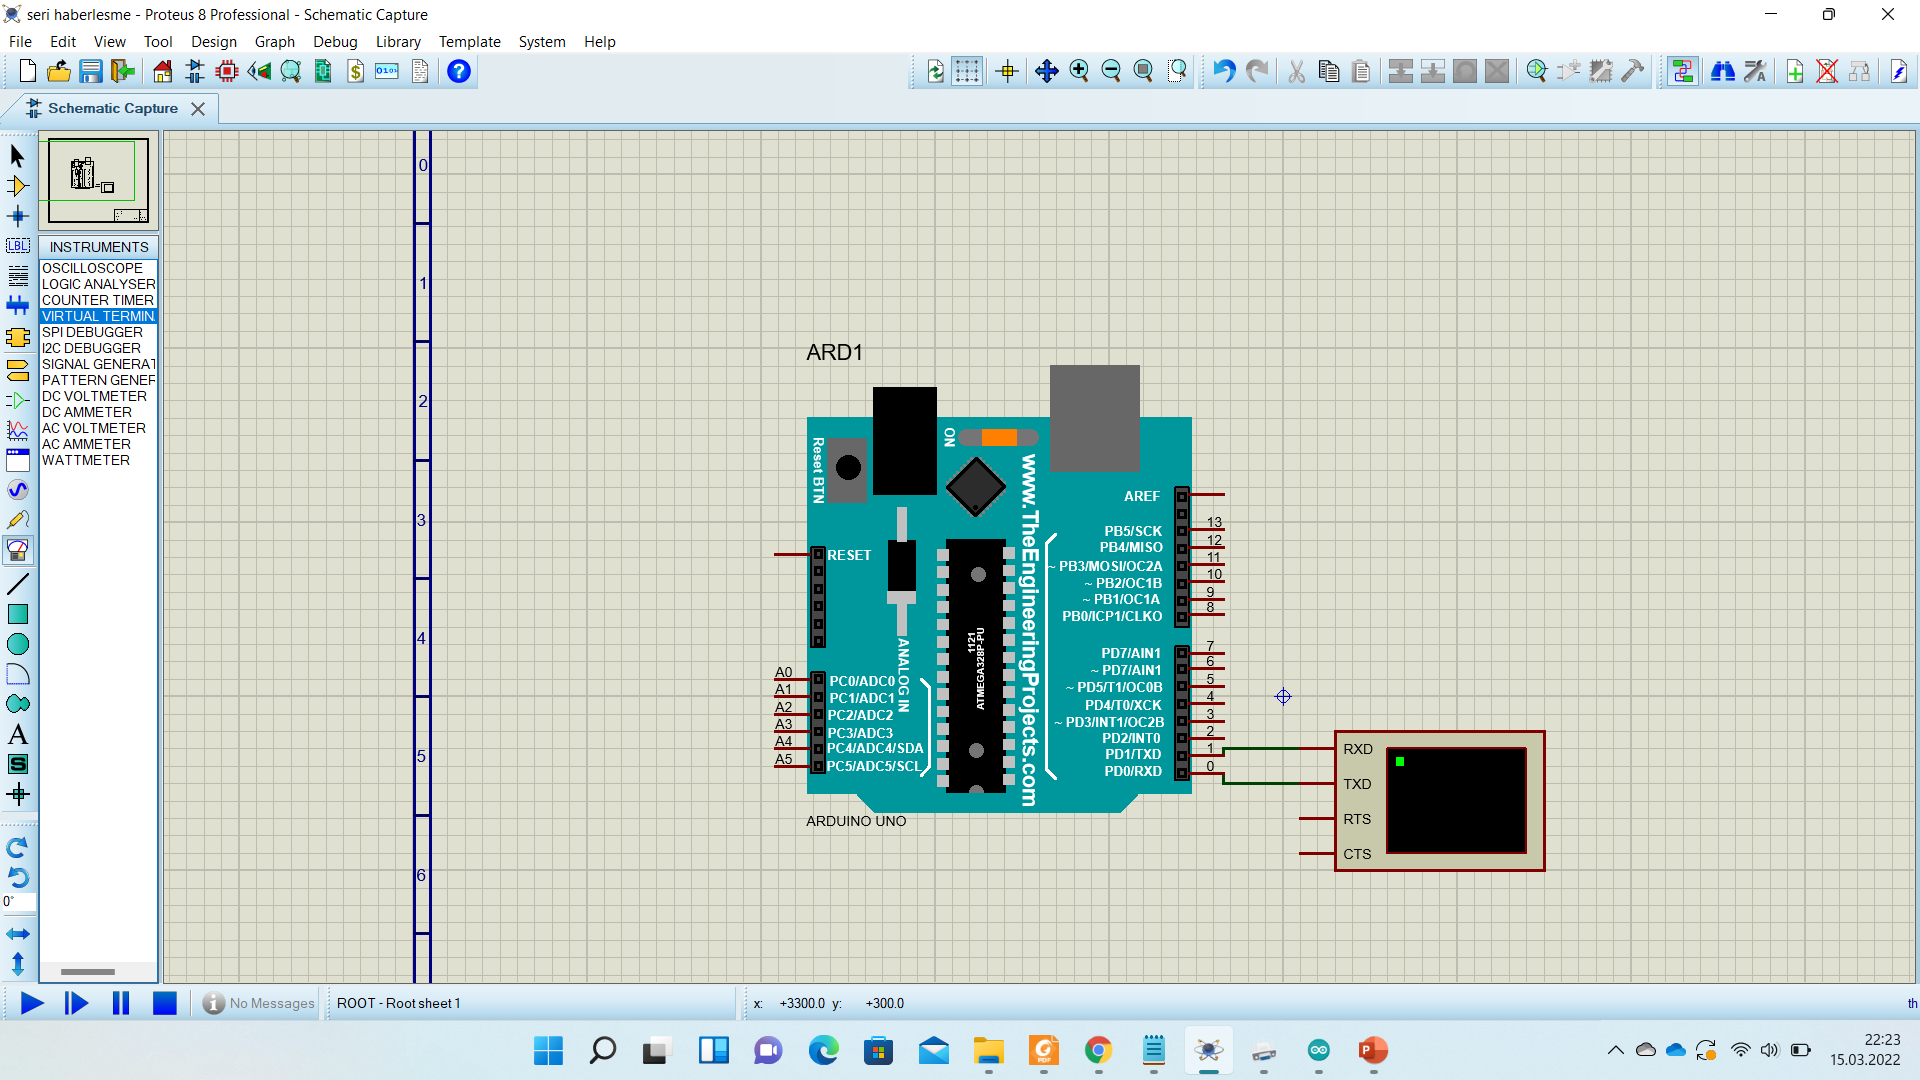 seri haberlesme - Proteus 8 Professional - Schematic Capture
File Edit View Tool Design Graph Debug Library Template System Help
Schematic Capture
INSTRUMENTS
OSCILLOSCOPE
LOGIC ANALYSER
COUNTER TIMER
VIRTUAL TERMIN
SPI DEBUGGER
I2C DEBUGGER
SIGNAL GENERAT
PATTERN GENER
DC VOLTMETER
DC AMMETER
AC VOLTMETER
AC AMMETER
WATTMETER
LBL
A
S
0°
0
1
2
3
4
5
6
ARD1
Reset BTN
ON
www.TheEngineeringProjects.com
RESET
ANALOG IN
1121
ATMEGA328P-PU
A0 PC0/ADC0
A1 PC1/ADC1
A2 PC2/ADC2
A3 PC3/ADC3
A4 PC4/ADC4/SDA
A5 PC5/ADC5/SCL
AREF
PB5/SCK 13
PB4/MISO 12
~ PB3/MOSI/OC2A 11
~ PB2/OC1B 10
~ PB1/OC1A 9
PB0/ICP1/CLKO 8
PD7/AIN1 7
~ PD7/AIN1 6
~ PD5/T1/OC0B 5
PD4/T0/XCK 4
~ PD3/INT1/OC2B 3
PD2/INT0 2
PD1/TXD 1
PD0/RXD 0
ARDUINO UNO
RXD
TXD
RTS
CTS
No Messages
ROOT - Root sheet 1
x: +3300.0 y: +300.0
th
22:23
15.03.2022